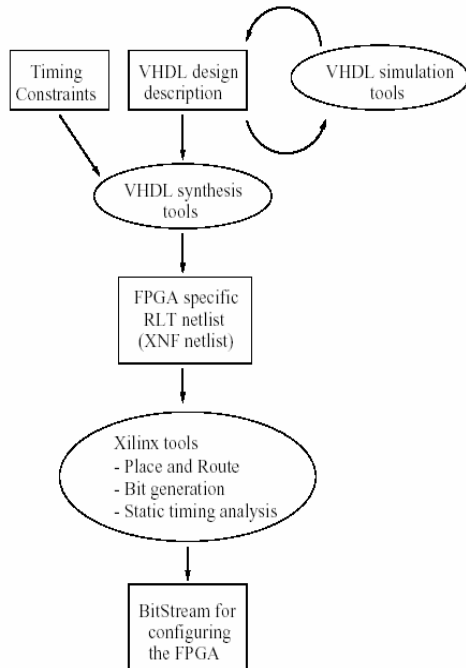 Timing
Constraints
VHDL design
description
VHDL simulation
tools
VHDL synthesis
tools
FPGA specific
RLT netlist
(XNF netlist)
Xilinx tools
- Place and Route
- Bit generation
- Static timing analysis
BitStream for
configuring
the FPGA